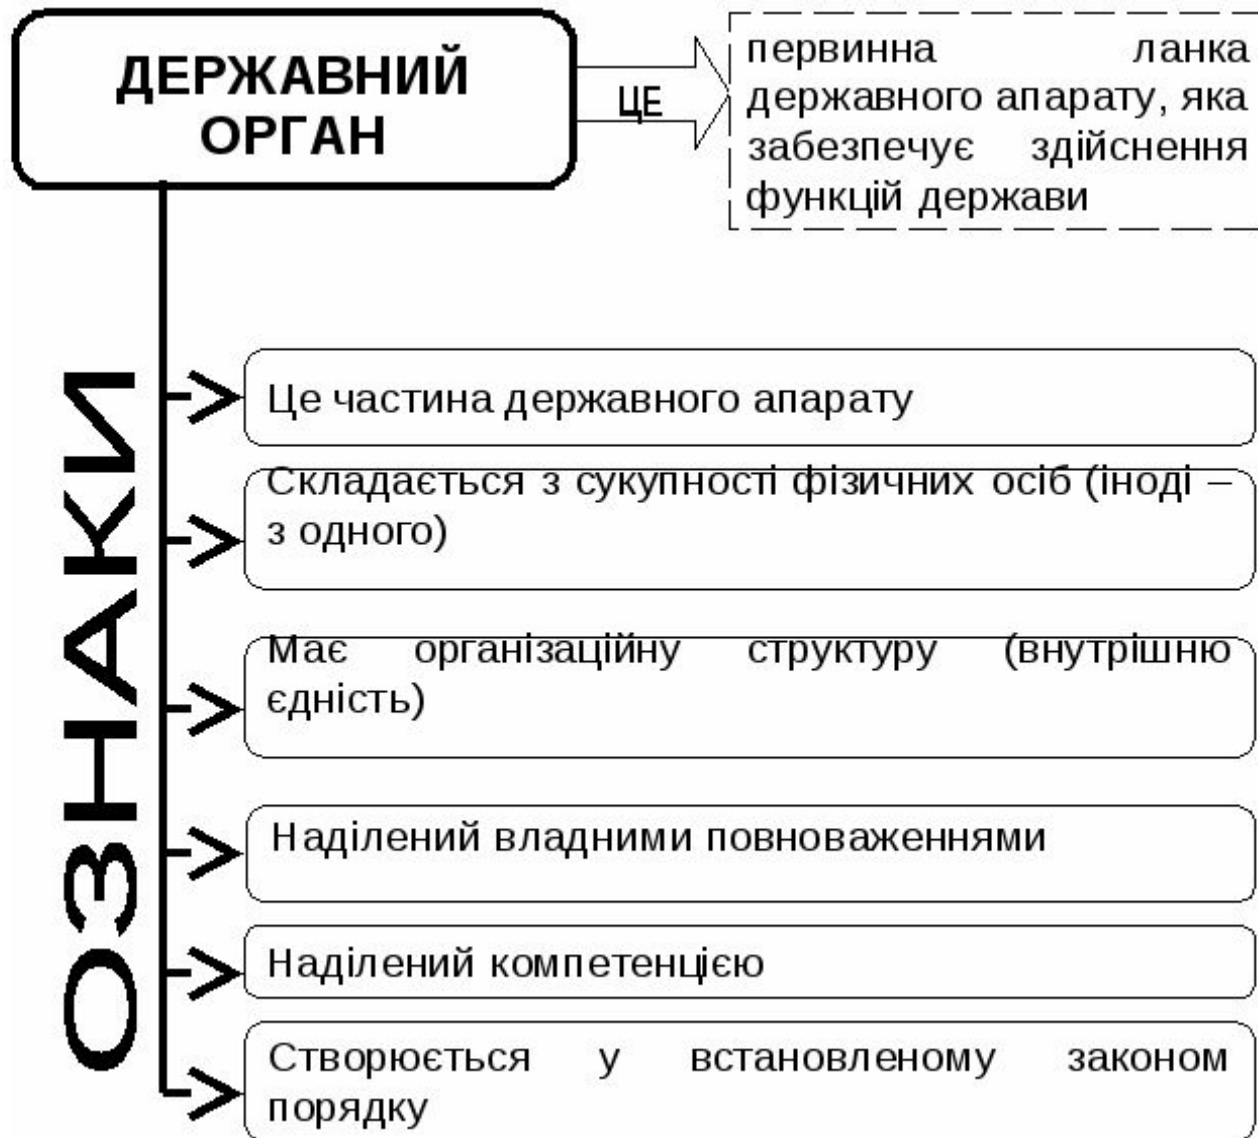 ДЕРЖАВНИЙ
ОРГАН
ЦЕ
первинна ланка
державного апарату, яка
забезпечує здійснення
функцій держави
ОЗНАКИ
Це частина державного апарату
Складається з сукупності фізичних осіб (іноді –
з одного)
Має організаційну структуру (внутрішню
єдність)
Наділений владними повноваженнями
Наділений компетенцією
Створюється у встановленому законом
порядку